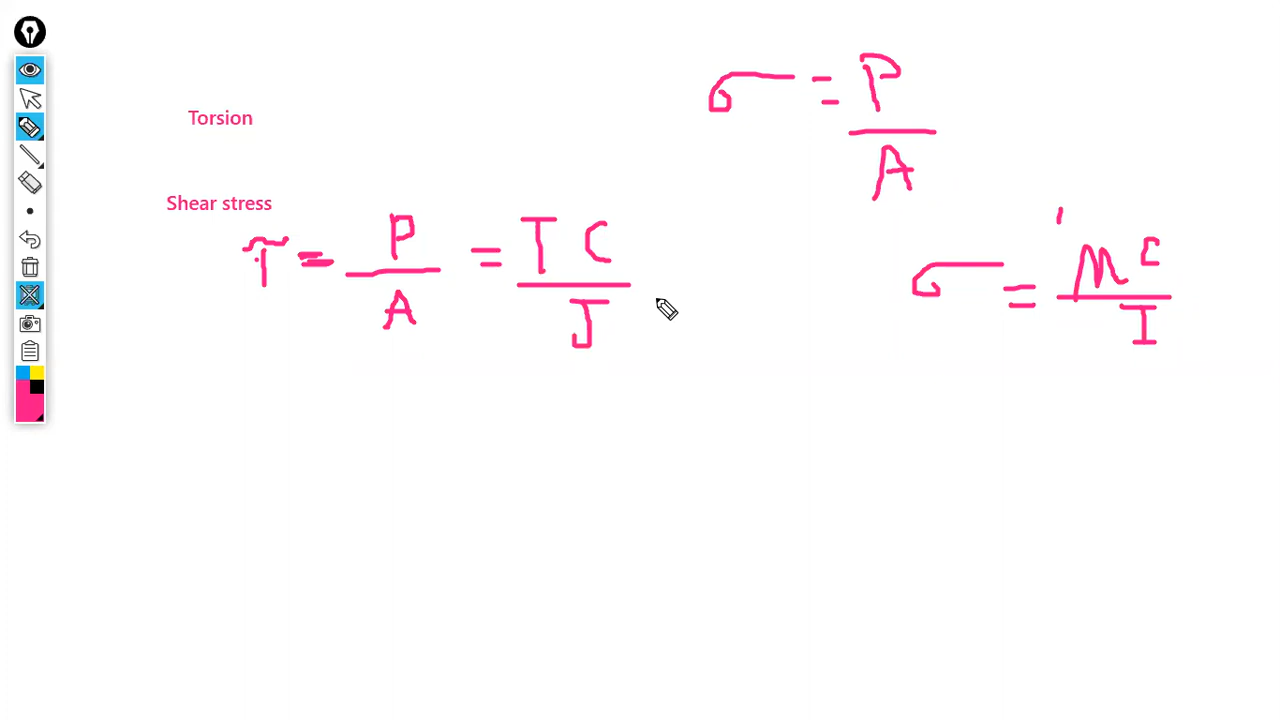 Torsion
σ = P/A
Shear stress
τ = P/A = TC/J
σ = MC/I